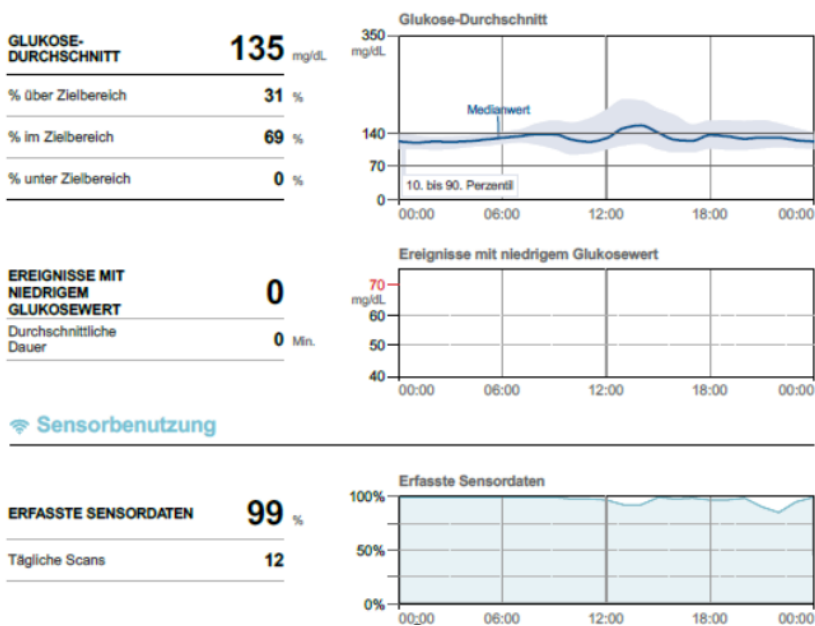 GLUKOSE-
DURCHSCHNITT 135 mg/dL
% über Zielbereich 31 %
% im Zielbereich 69 %
% unter Zielbereich 0 %
Glukose-Durchschnitt
350
mg/dL
Medianwert
140
70
10. bis 90. Perzentil
0
00:00 06:00 12:00 18:00 00:00
EREIGNISSE MIT
NIEDRIGEM
GLUKOSEWERT 0
Durchschnittliche
Dauer 0 Min.
Ereignisse mit niedrigem Glukosewert
70
mg/dL
60
50
40
00:00 06:00 12:00 18:00 00:00
Sensorbenutzung
ERFASSTE SENSORDATEN 99 %
Tägliche Scans 12
Erfasste Sensordaten
100%
50%
0%
00:00 06:00 12:00 18:00 00:00